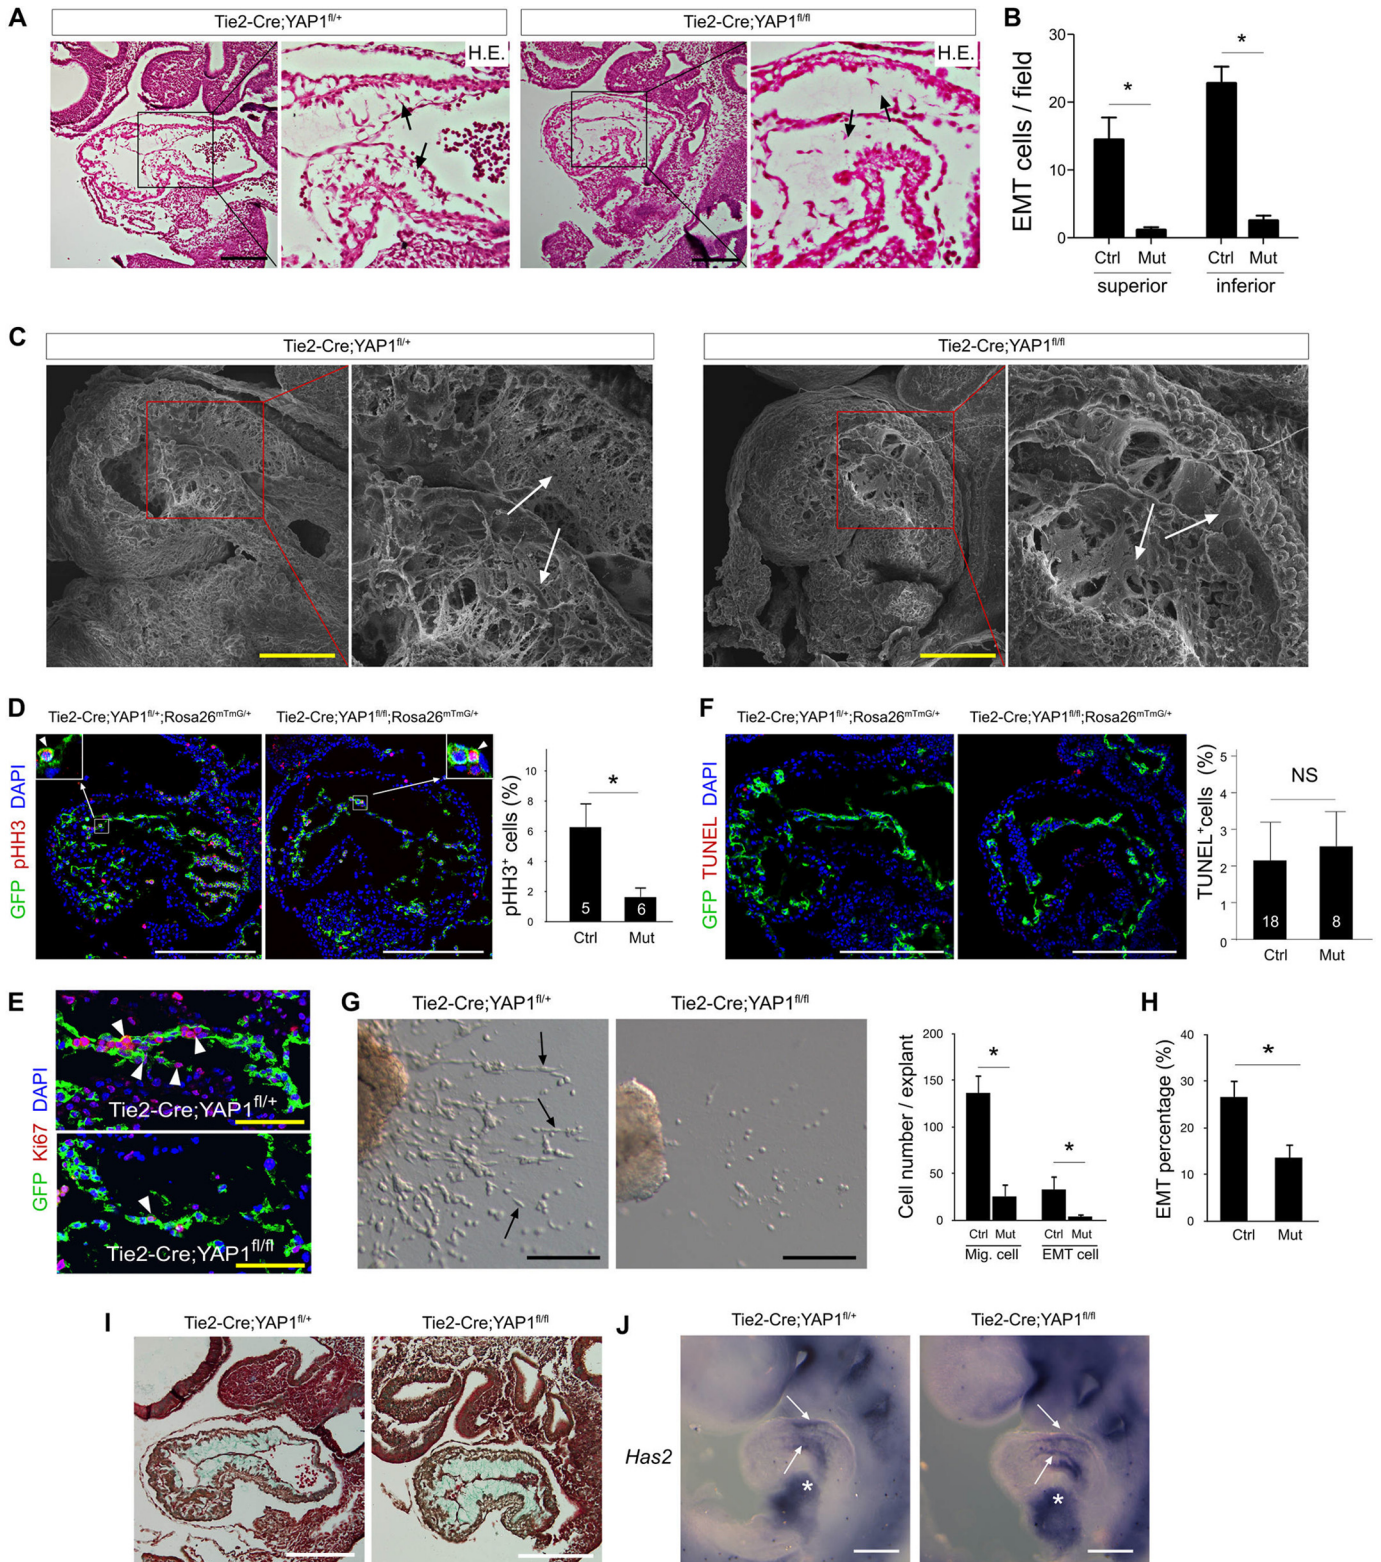 A
Tie2-Cre;YAP1fl/+
Tie2-Cre;YAP1fl/fl
H.E.
H.E.
B
EMT cells / field
30
20
10
0
*
*
Ctrl Mut Ctrl Mut
superior inferior
C
Tie2-Cre;YAP1fl/+
Tie2-Cre;YAP1fl/fl
D
Tie2-Cre;YAP1fl/+;Rosa26mTmG/+
Tie2-Cre;YAP1fl/fl;Rosa26mTmG/+
GFP pHH3 DAPI
pHH3+ cells (%)
10
8
6
4
2
0
*
5
6
Ctrl Mut
F
Tie2-Cre;YAP1fl/+;Rosa26mTmG/+
Tie2-Cre;YAP1fl/fl;Rosa26mTmG/+
GFP TUNEL DAPI
TUNEL+cells (%)
5
4
3
2
1
0
NS
18
8
Ctrl Mut
E
GFP Ki67 DAPI
Tie2-Cre;YAP1fl/+
Tie2-Cre;YAP1fl/fl
G
Tie2-Cre;YAP1fl/+
Tie2-Cre;YAP1fl/fl
Cell number / explant
200
150
100
50
0
*
*
Ctrl Mut Ctrl Mut
Mig. cell EMT cell
H
EMT percentage (%)
40
30
20
10
0
*
Ctrl Mut
I
Tie2-Cre;YAP1fl/+
Tie2-Cre;YAP1fl/fl
J
Tie2-Cre;YAP1fl/+
Tie2-Cre;YAP1fl/fl
Has2
*
*